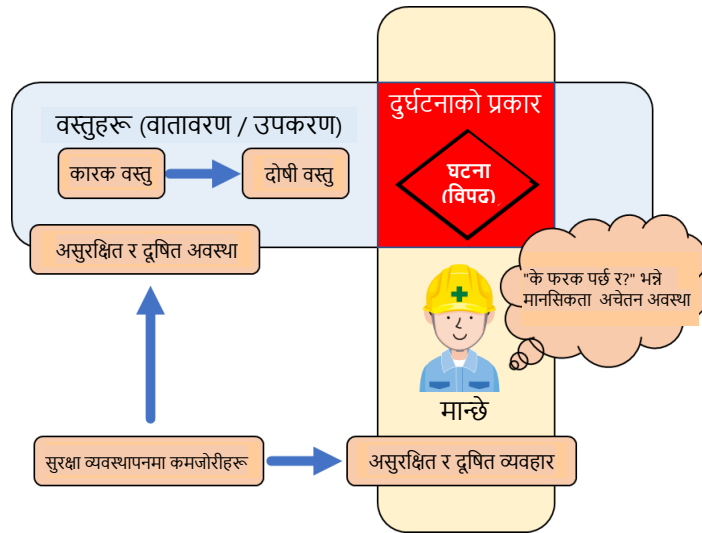 दुर्घटनाको प्रकार
वस्तुहरू (वातावरण / उपकरण)
कारक वस्तु
दोषी वस्तु
घटना
(विपद)
असुरक्षित र दूषित अवस्था
"के फरक पर्छ र?" भन्ने
मानसिकता अचेतन अवस्था
मान्छे
सुरक्षा व्यवस्थापनमा कमजोरीहरू
असुरक्षित र दूषित व्यवहार